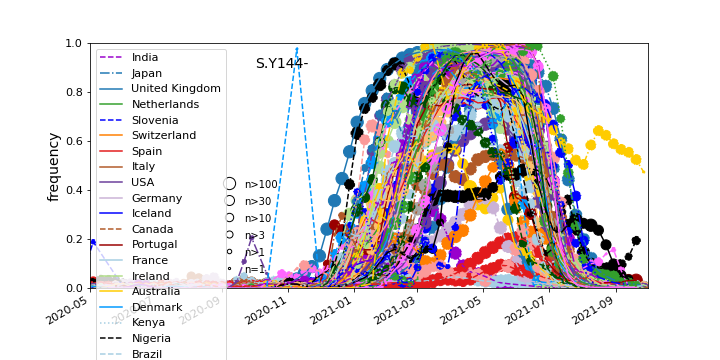 S.Y144-
frequency
1.0
0.8
0.6
0.4
0.2
0.0
India
Japan
United Kingdom
Netherlands
Slovenia
Switzerland
Spain
Italy
USA
Germany
Iceland
Canada
Portugal
France
Ireland
Australia
Denmark
Kenya
Nigeria
Brazil
n>100
n>30
n>10
n>3
n>1
n=1
2020-05
2020-07
2020-09
2020-11
2021-01
2021-03
2021-05
2021-07
2021-09